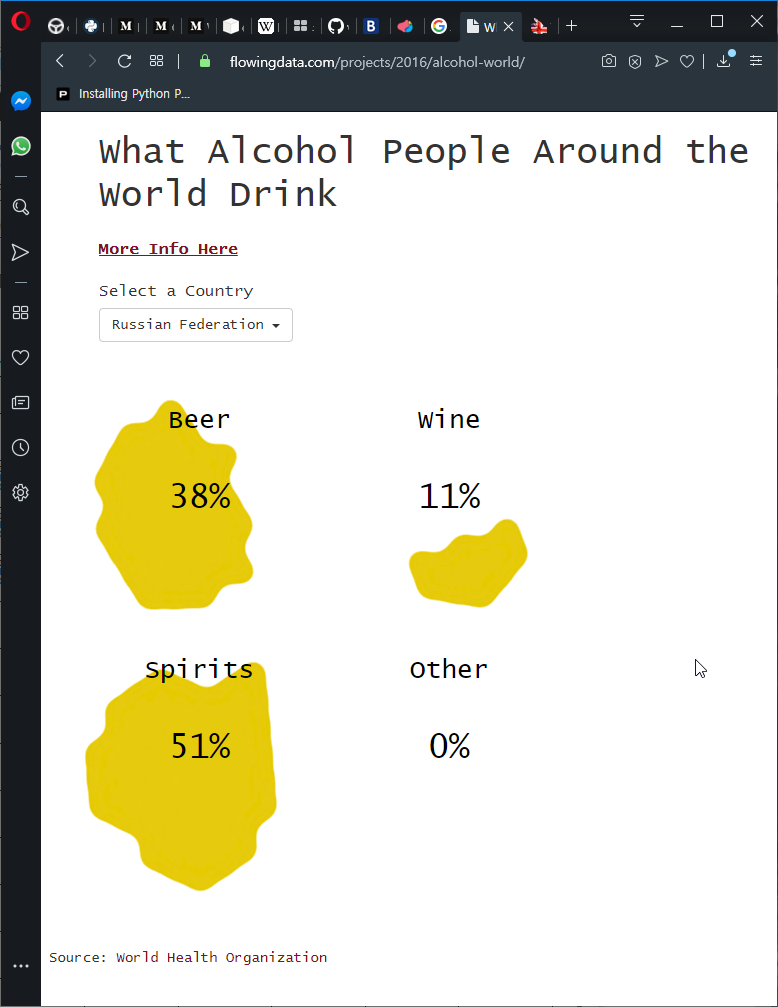 flowingdata.com/projects/2016/alcohol-world/
Installing Python P...
What Alcohol People Around the
World Drink
More Info Here
Select a Country
Russian Federation
Beer
Wine
38%
11%
Spirits
Other
51%
0%
Source: World Health Organization